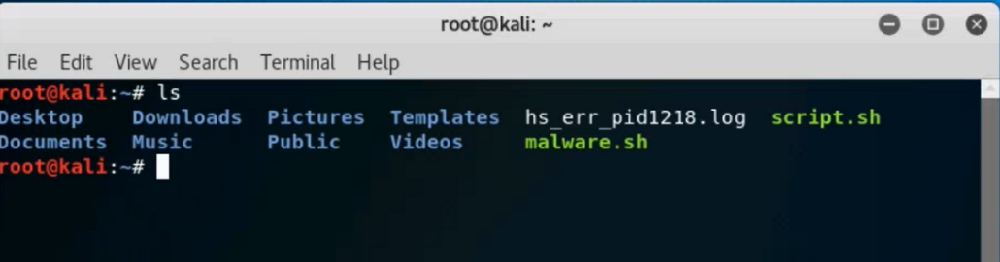 root@kali: ~
File Edit View Search Terminal Help
root@kali:~# ls
Desktop Downloads Pictures Templates hs_err_pid1218.log script.sh
Documents Music Public Videos malware.sh
root@kali:~#